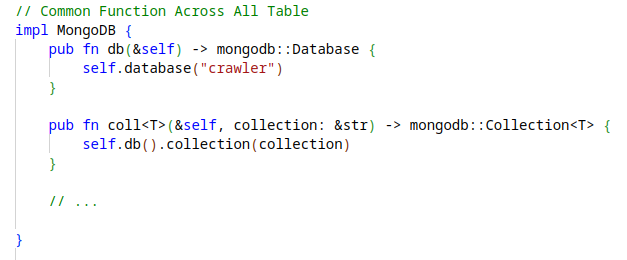 // Common Function Across All Table
impl MongoDB {
    pub fn db(&self) -> mongodb::Database {
        self.database("crawler")
    }
    pub fn coll<T>(&self, collection: &str) -> mongodb::Collection<T> {
        self.db().collection(collection)
    }
    // ...
}